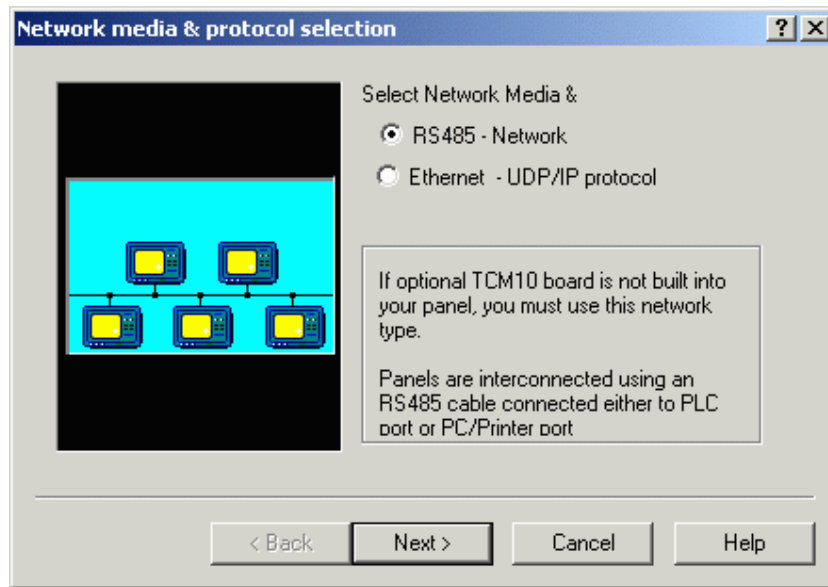 Network media & protocol selection
Select Network Media &
RS485 - Network
Ethernet - UDP/IP protocol
If optional TCM10 board is not built into
your panel, you must use this network
type.
Panels are interconnected using an
RS485 cable connected either to PLC
port or PC/Printer port
< Back
Next >
Cancel
Help